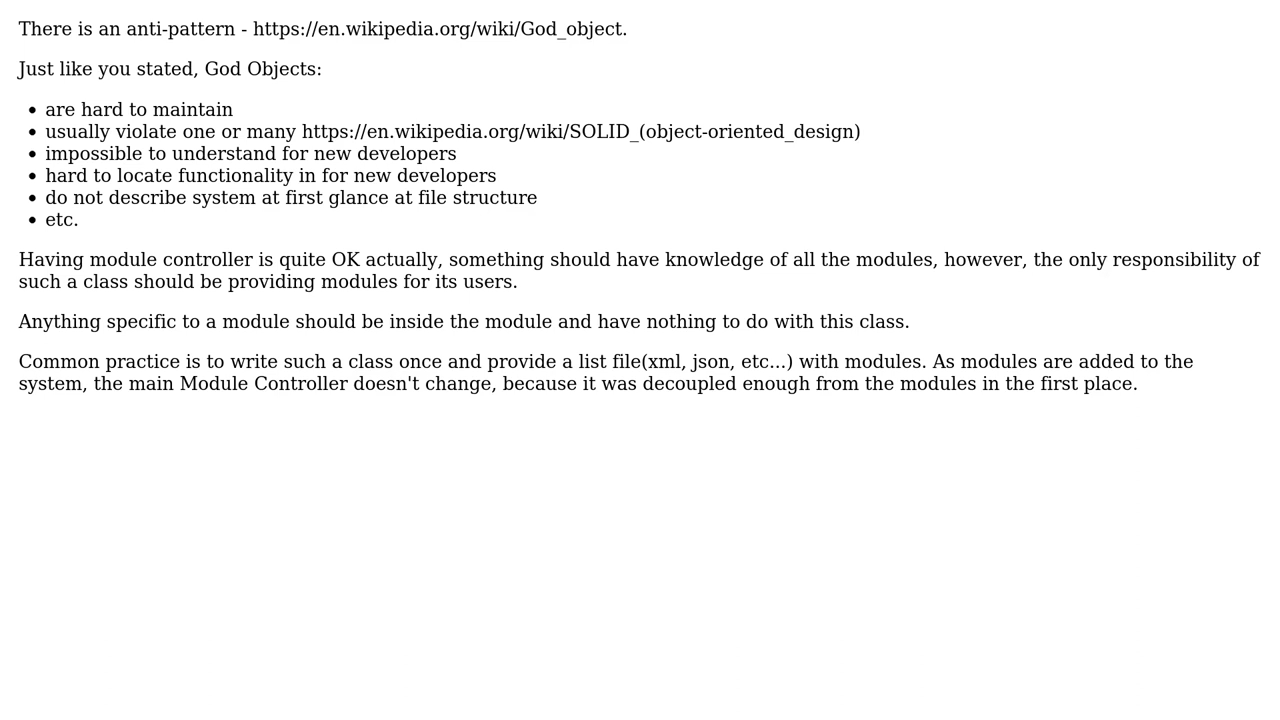 There is an anti-pattern - https://en.wikipedia.org/wiki/God_object.
Just like you stated, God Objects:
• are hard to maintain
• usually violate one or many https://en.wikipedia.org/wiki/SOLID_(object-oriented_design)
• impossible to understand for new developers
• hard to locate functionality in for new developers
• do not describe system at first glance at file structure
• etc.
Having module controller is quite OK actually, something should have knowledge of all the modules, however, the only responsibility of
such a class should be providing modules for its users.
Anything specific to a module should be inside the module and have nothing to do with this class.
Common practice is to write such a class once and provide a list file(xml, json, etc...) with modules. As modules are added to the
system, the main Module Controller doesn't change, because it was decoupled enough from the modules in the first place.